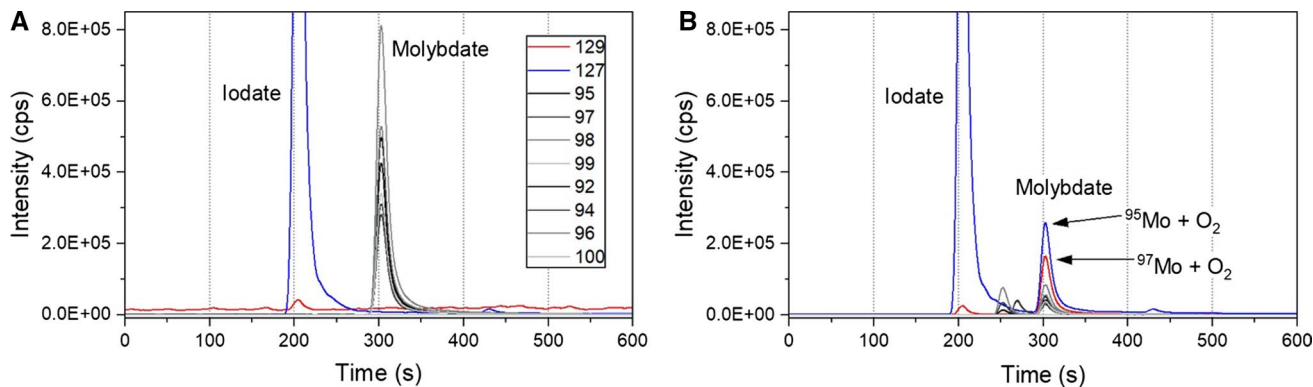 A
8.0E+05
6.0E+05
4.0E+05
2.0E+05
0.0E+00
Intensity (cps)
Iodate
Molybdate
129
127
95
97
98
99
92
94
96
100
0 100 200 300 400 500 600
Time (s)
B
8.0E+05
6.0E+05
4.0E+05
2.0E+05
0.0E+00
Intensity (cps)
Iodate
Molybdate
⁹⁵Mo + O₂
⁹⁷Mo + O₂
0 100 200 300 400 500 600
Time (s)